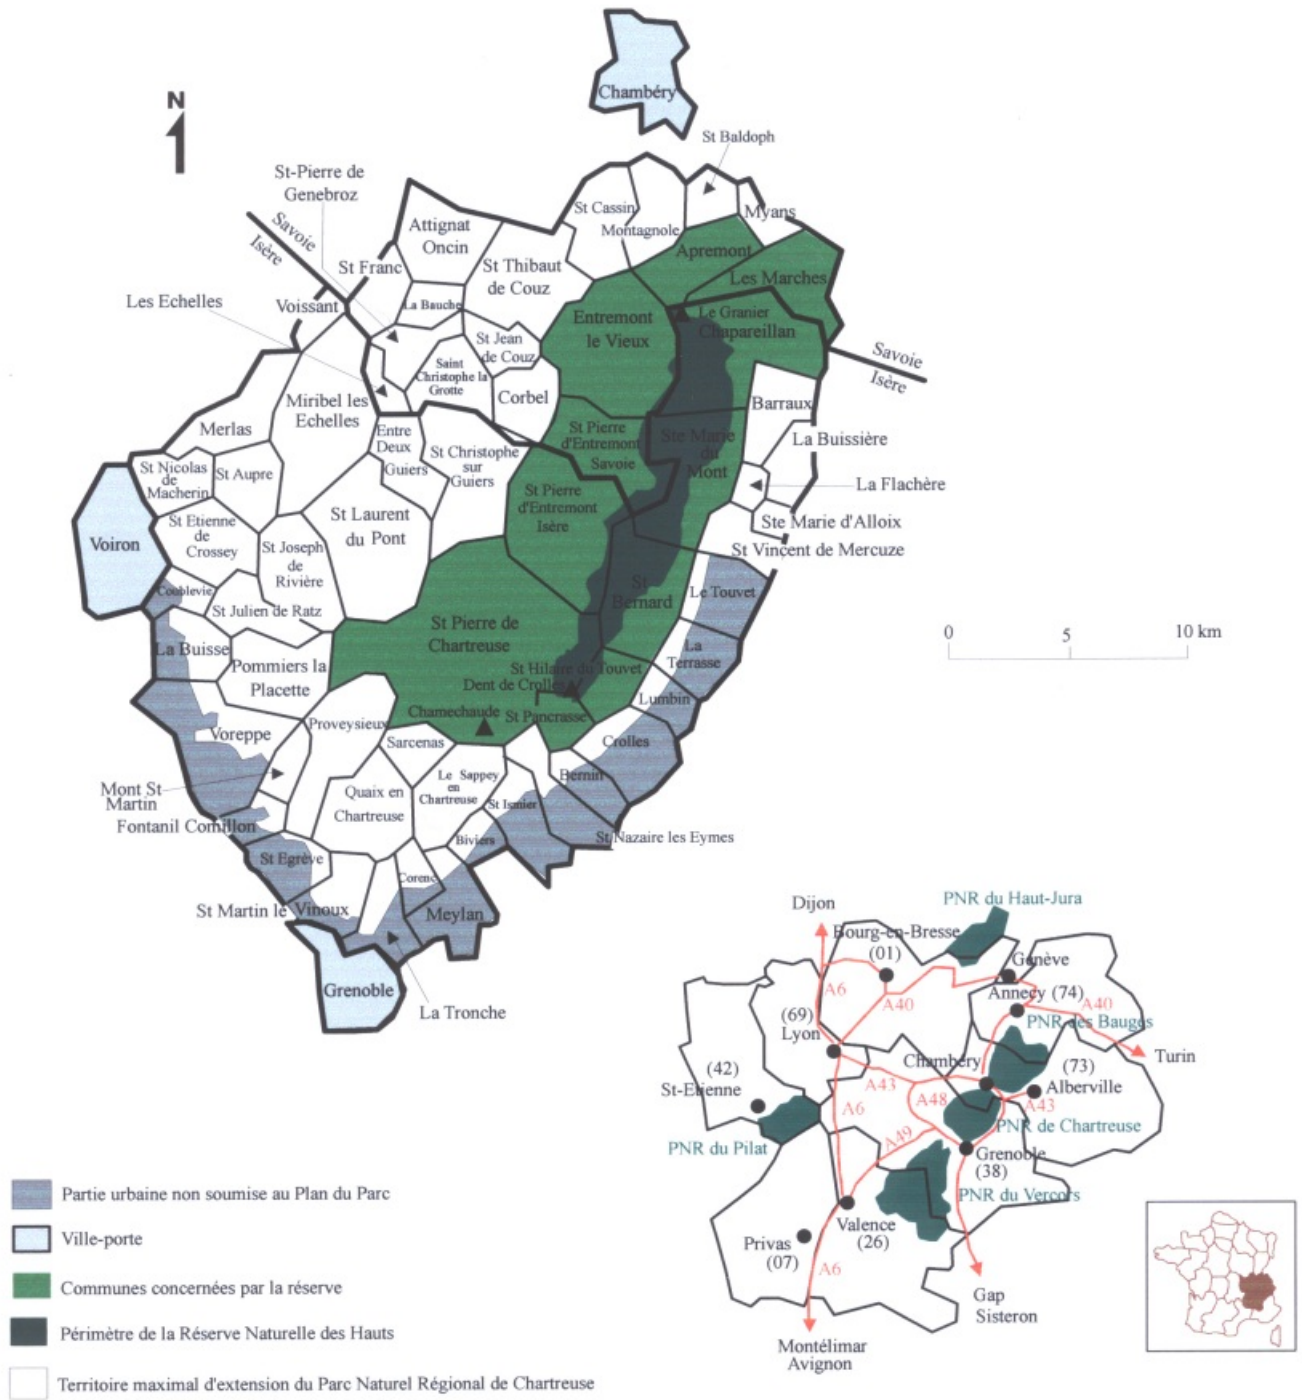 Chambéry
N
St Baldoph
St-Pierre de
Genebroz
Savoie
Isère
St Cassin
Montagnole
Myans
Attignat
Oncin
Apremont
St Franc
St Thibaut
de Couz
Les Marches
Les Echelles
Voissant
La Bauche
Entremont
le Vieux
Le Granier
Chapareillan
St Jean
de Couz
Savoie
Isère
Saint
Christophe la
Grotte
Corbel
Miribel les
Echelles
Barraux
Merlas
Entre
Deux
Guiers
St Christophe
sur
Guiers
St Pierre
d'Entremont
Savoie
Ste Marie
du
Mont
La Buissière
St Nicolas
de
Macherin
St Aupre
La Flachère
St Pierre
d'Entremont
Isère
St Laurent
du Pont
St Etienne
de
Crossey
Ste Marie d'Alloix
Voiron
St Joseph
de
Rivière
St Vincent de Mercuze
Coublevie
St Bernard
Le Touvet
St Julien de Ratz
St Pierre de
Chartreuse
La Buisse
La
Terrasse
Pommiers la
Placette
St Hilaire du Touvet
Dent de Crolles
Lumbin
Chamechaude
St Pancrasse
Proveysieux
Voreppe
Sarcenas
Crolles
Mont St
Martin
Le Sappey
en
Chartreuse
Bernin
Quaix en
Chartreuse
St Ismier
Fontanil Cornillon
Biviers
St Nazaire les Eymes
St Egrève
Corenc
St Martin le Vinoux
Meylan
Grenoble
La Tronche
0 5 10 km
Dijon
PNR du Haut-Jura
Bourg-en-Bresse
(01)
Genève
A6
A40
Annecy (74)
A40
(69)
Lyon
PNR des Bauges
Turin
Chambéry
(73)
(42)
St-Etienne
A43
A48
Alberville
A43
A6
PNR de Chartreuse
A49
PNR du Pilat
Grenoble
(38)
PNR du Vercors
Valence
(26)
Privas
(07)
A6
Gap
Sisteron
Montélimar
Avignon
Partie urbaine non soumise au Plan du Parc
Ville-porte
Communes concernées par la réserve
Périmètre de la Réserve Naturelle des Hauts
Territoire maximal d'extension du Parc Naturel Régional de Chartreuse